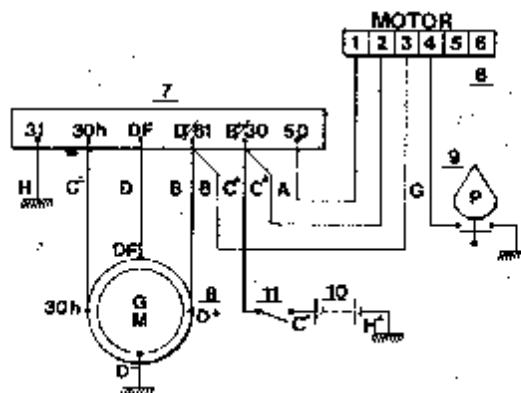 MOTOR
1 2 3 4 5 6
7
31 30h DF D+/61 B+/30 50
9
P
H C D B B C+ C+ A G
DF
30h G M 8 D+
11 C+ 10 H
D-